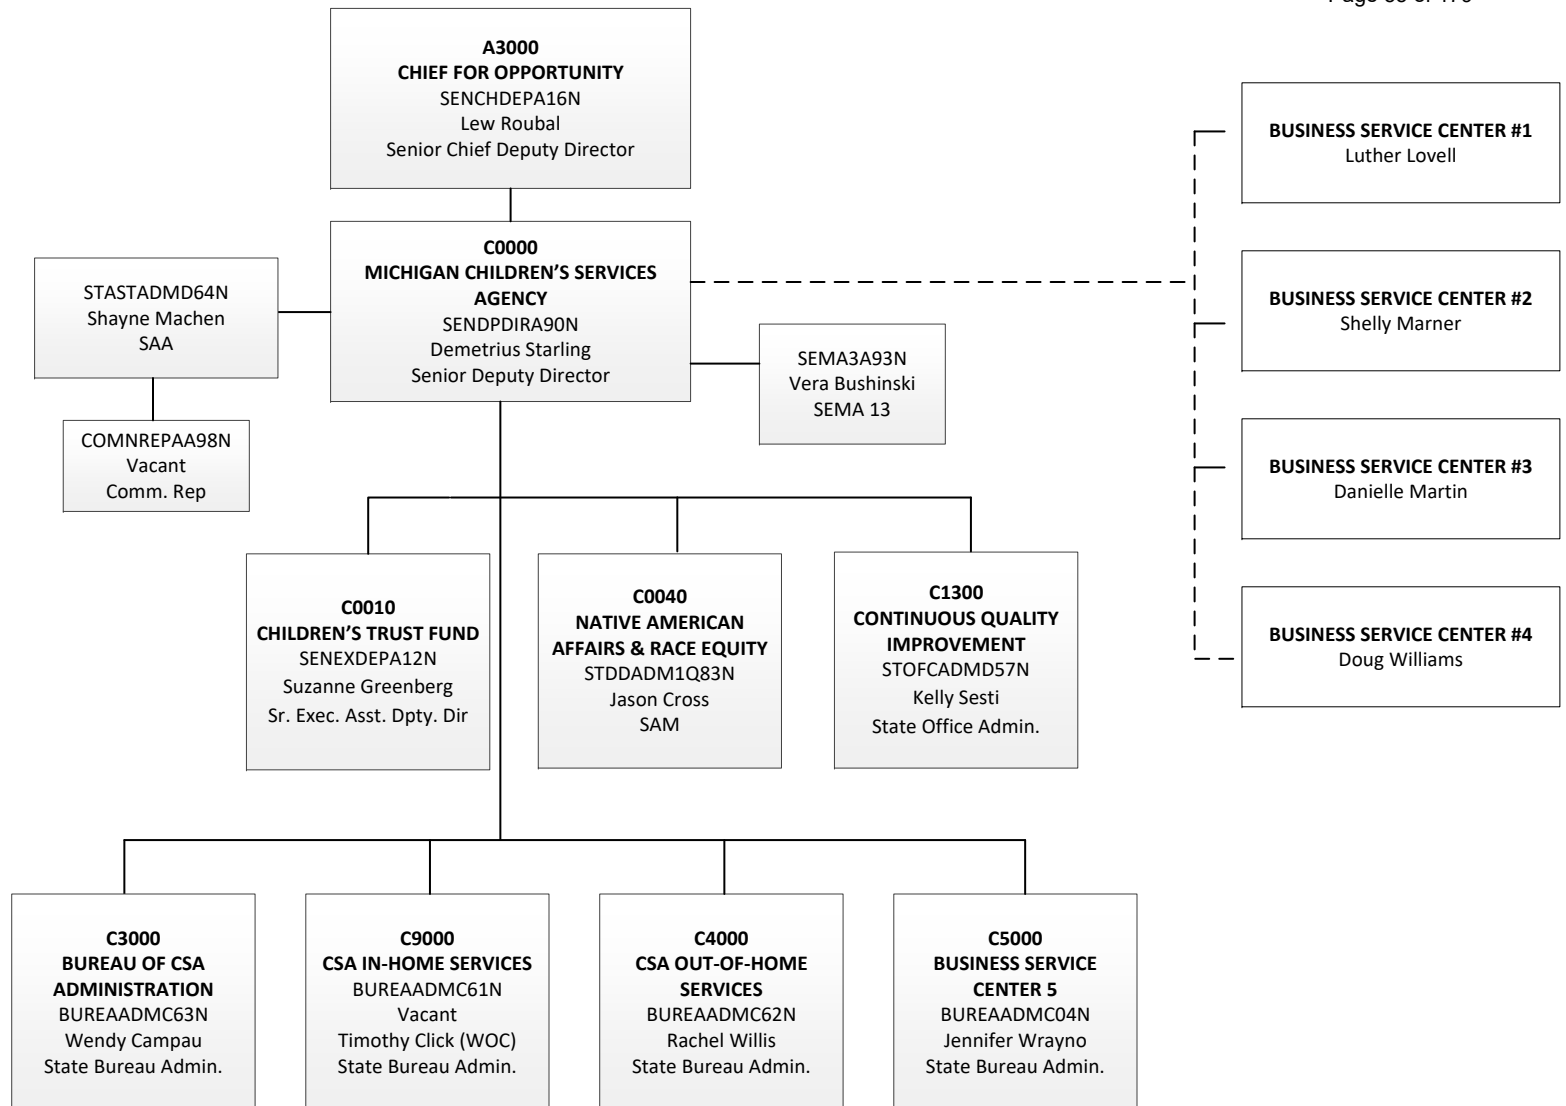 A3000
CHIEF FOR OPPORTUNITY
SENCHDEPA16N
Lew Roubal
Senior Chief Deputy Director
C0000
MICHIGAN CHILDREN’S SERVICES
AGENCY
SENDPDIRA90N
Demetrius Starling
Senior Deputy Director
STASTADMD64N
Shayne Machen
SAA
COMNREPAA98N
Vacant
Comm. Rep
SEMA3A93N
Vera Bushinski
SEMA 13
BUSINESS SERVICE CENTER #1
Luther Lovell
BUSINESS SERVICE CENTER #2
Shelly Marner
BUSINESS SERVICE CENTER #3
Danielle Martin
BUSINESS SERVICE CENTER #4
Doug Williams
C0010
CHILDREN’S TRUST FUND
SENEXDEPA12N
Suzanne Greenberg
Sr. Exec. Asst. Dpty. Dir
C0040
NATIVE AMERICAN
AFFAIRS & RACE EQUITY
STDDADM1Q83N
Jason Cross
SAM
C1300
CONTINUOUS QUALITY
IMPROVEMENT
STOFCADMD57N
Kelly Sesti
State Office Admin.
C3000
BUREAU OF CSA
ADMINISTRATION
BUREAADMC63N
Wendy Campau
State Bureau Admin.
C9000
CSA IN-HOME SERVICES
BUREAADMC61N
Vacant
Timothy Click (WOC)
State Bureau Admin.
C4000
CSA OUT-OF-HOME
SERVICES
BUREAADMC62N
Rachel Willis
State Bureau Admin.
C5000
BUSINESS SERVICE
CENTER 5
BUREAADMC04N
Jennifer Wrayno
State Bureau Admin.